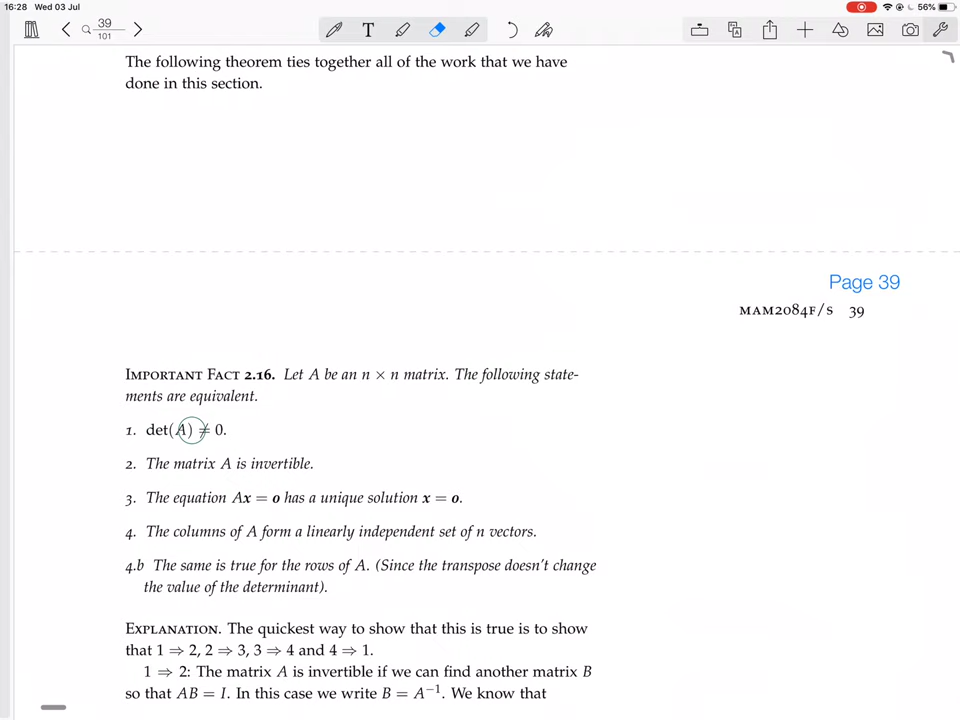 16:28 Wed 03 Jul
56%
39
101
T
The following theorem ties together all of the work that we have
done in this section.
Page 39
MAM2084F/S 39
IMPORTANT FACT 2.16. Let A be an n × n matrix. The following state-
ments are equivalent.
1. det(A) ≠ 0.
2. The matrix A is invertible.
3. The equation Ax = 0 has a unique solution x = 0.
4. The columns of A form a linearly independent set of n vectors.
4.b The same is true for the rows of A. (Since the transpose doesn't change
the value of the determinant).
EXPLANATION. The quickest way to show that this is true is to show
that 1 ⇒ 2, 2 ⇒ 3, 3 ⇒ 4 and 4 ⇒ 1.
1 ⇒ 2: The matrix A is invertible if we can find another matrix B
so that AB = I. In this case we write B = A⁻¹. We know that